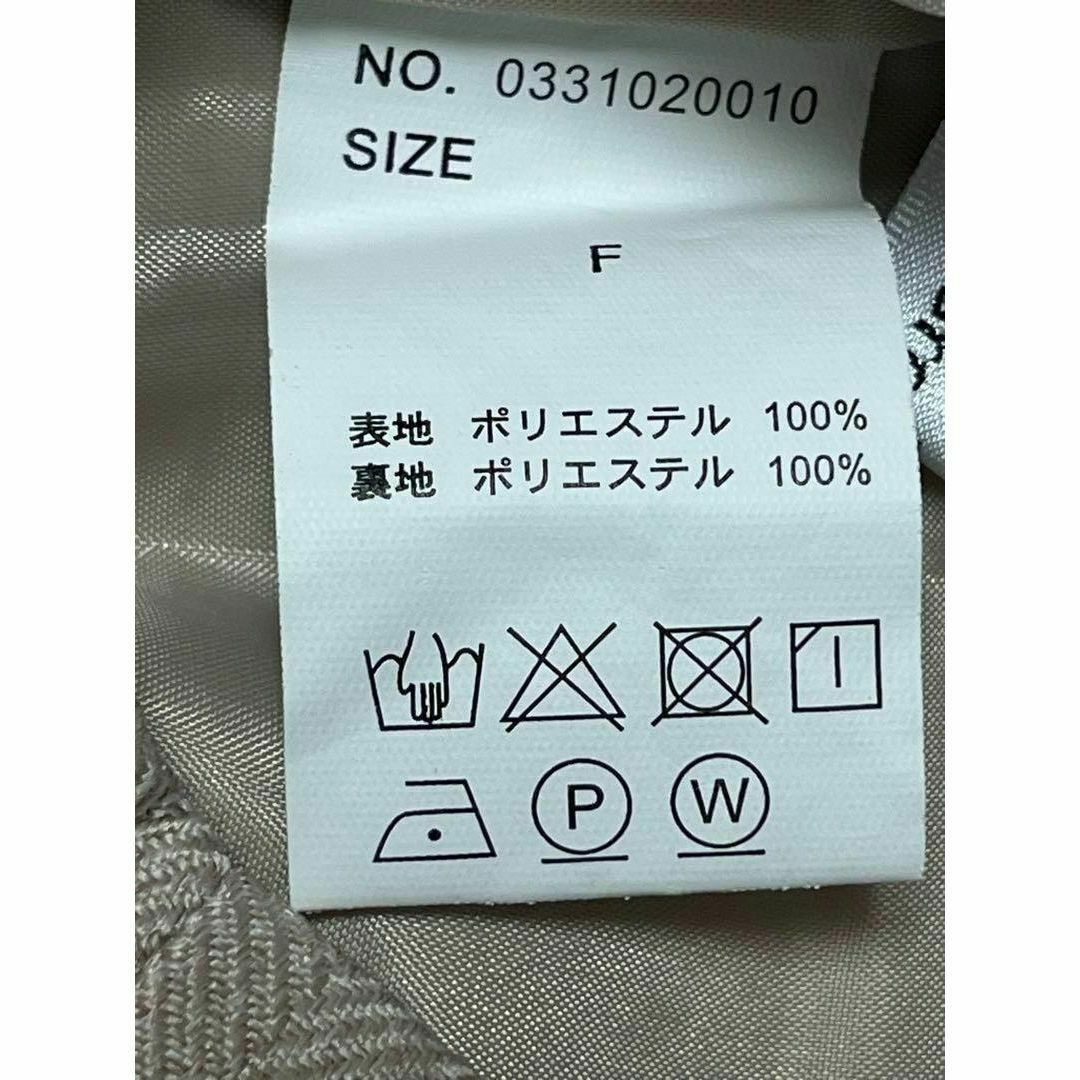 NO. 0331020010
SIZE
F
表地 ポリエステル 100%
裏地 ポリエステル 100%
P W